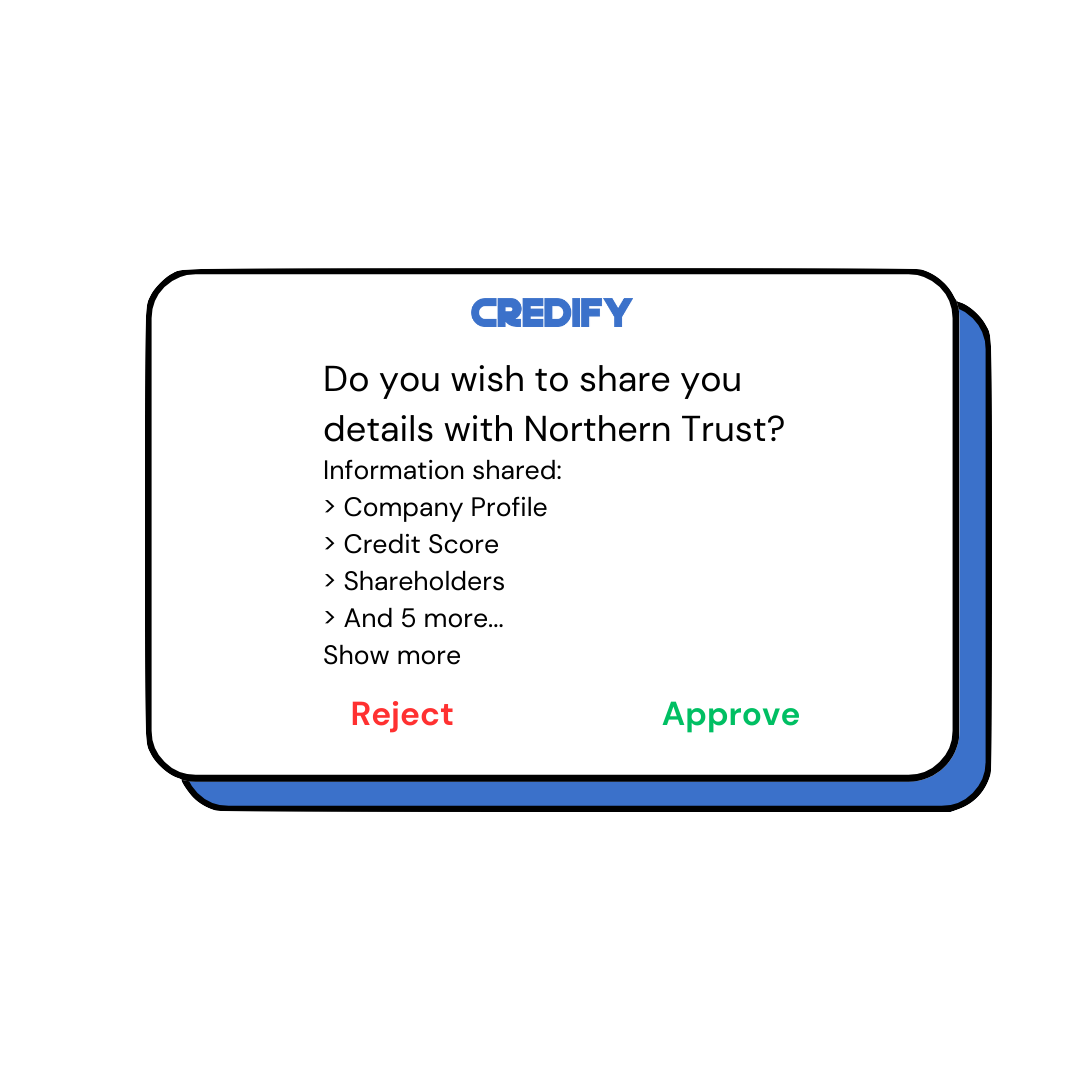 CREDIFY
Do you wish to share you
details with Northern Trust?
Information shared:
> Company Profile
> Credit Score
> Shareholders
> And 5 more...
Show more
Reject Approve